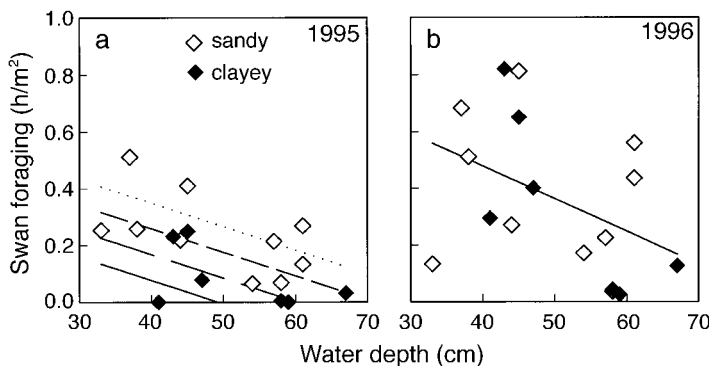 a
sandy
clayey
1995
b
1996
Swan foraging (h/m²)
1.0
0.8
0.6
0.4
0.2
0.0
30 40 50 60 70
30 40 50 60 70
Water depth (cm)